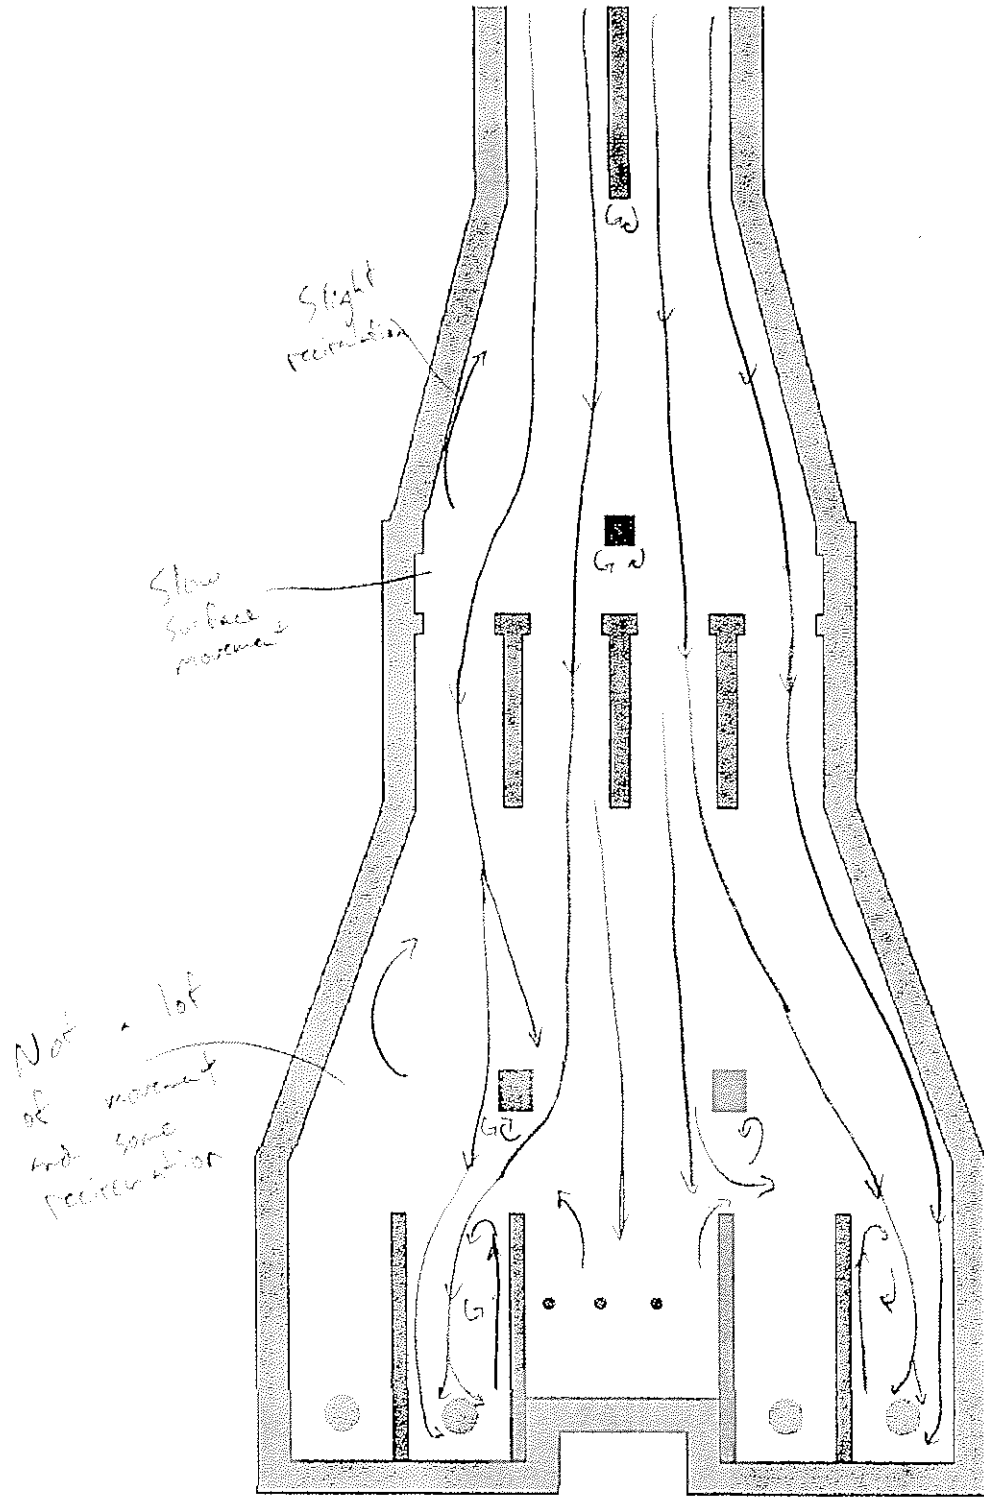 Slight
recirculation
Slow
surface
movement
Not a lot
of movement
and some
recirculation
S